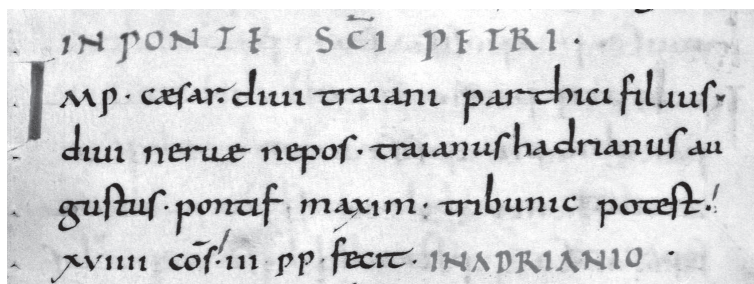 IN PONTE SCI PETRI ·
IMP · cæsar · diui traiani parthici filius ·
diui neruæ nepos · traianus hadrianus au
gustus · pontif maxim · tribunic potest ·
xviiii cos · iii pp · fecit · IN ADRIANIO ·